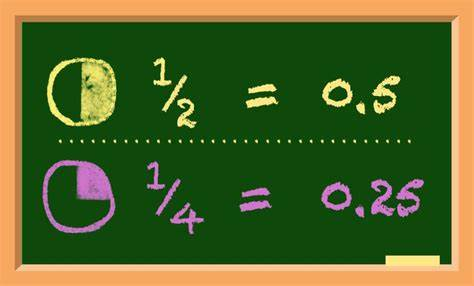 1/2 = 0.5
1/4 = 0.25